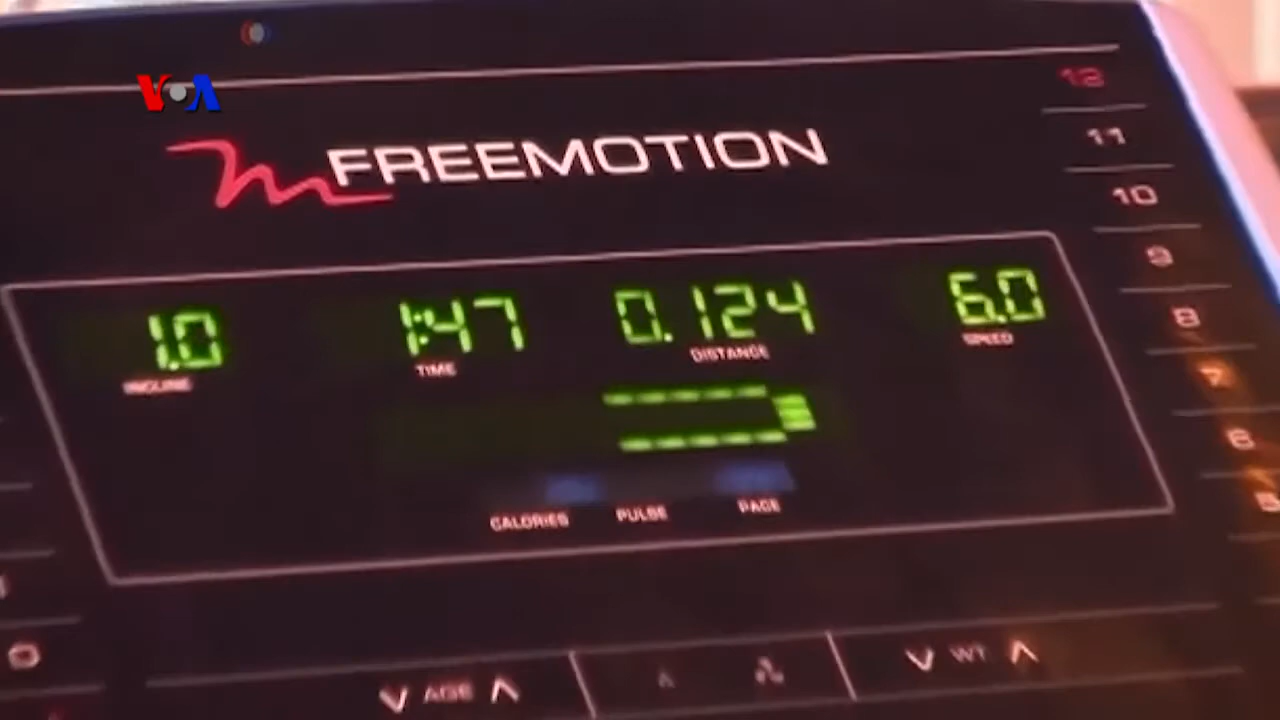 VOA
FREEMOTION
12
11
10
9
8
7
6
5
1.0 1:47 0.124 6.0
INCLINE TIME DISTANCE SPEED
CALORIES PULSE PACE
AGE WT